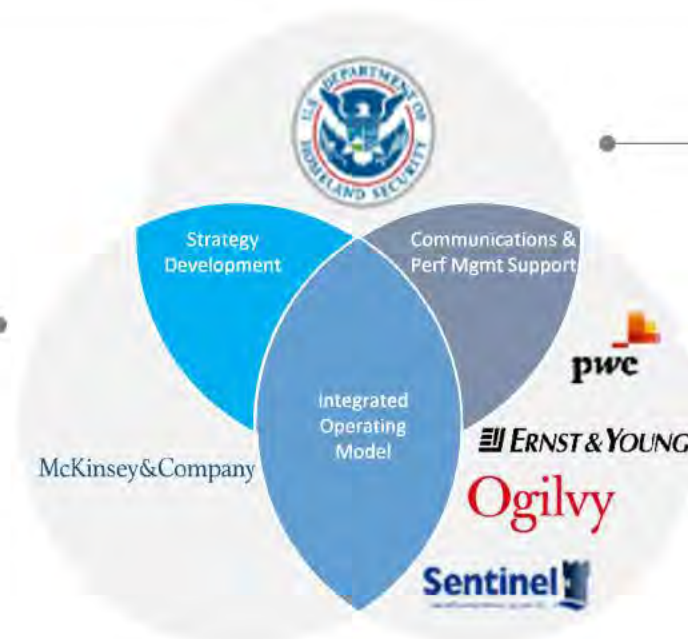 U.S. DEPARTMENT OF
HOMELAND SECURITY
Strategy
Development
Communications &
Perf Mgmt Support
pwc
Integrated
Operating
Model
ERNST & YOUNG
McKinsey&Company
Ogilvy
Sentinel